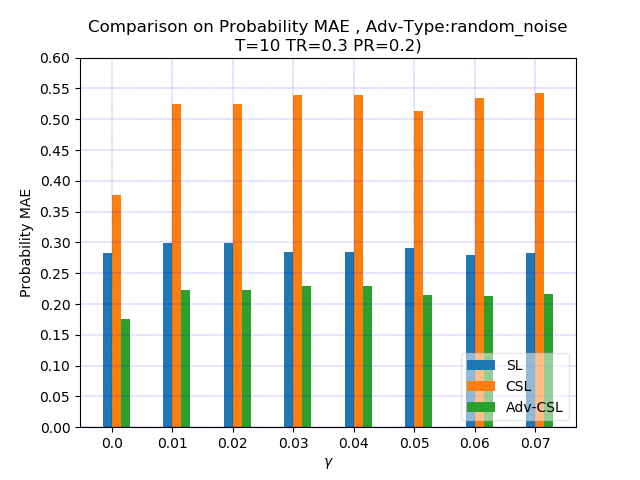 Comparison on Probability MAE , Adv-Type:random_noise
T=10 TR=0.3 PR=0.2)
0.60
0.55
0.50
0.45
0.40
0.35
0.30
0.25
0.20
0.15
0.10
0.05
0.00
Probability MAE
SL
CSL
Adv-CSL
0.0 0.01 0.02 0.03 0.04 0.05 0.06 0.07
γ